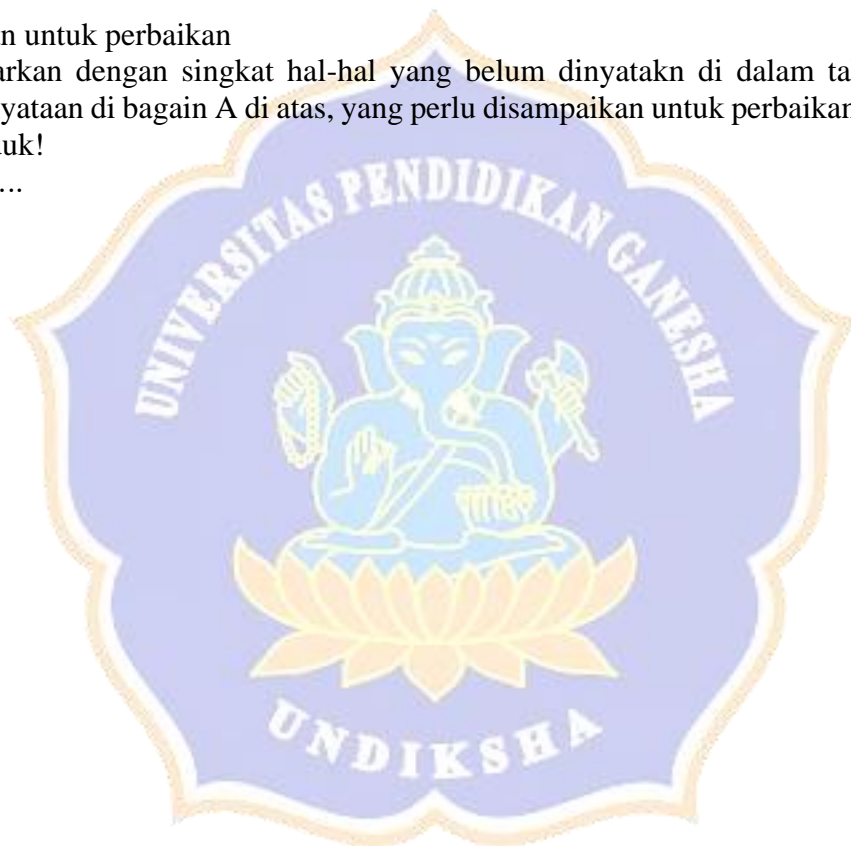 n untuk perbaikan
arkan dengan singkat hal-hal yang belum dinyatakn di dalam ta
yataan di bagain A di atas, yang perlu disampaikan untuk perbaikan
uk!
...
UNIVERSITAS PENDIDIKAN GANESHA
UNDIKSHA